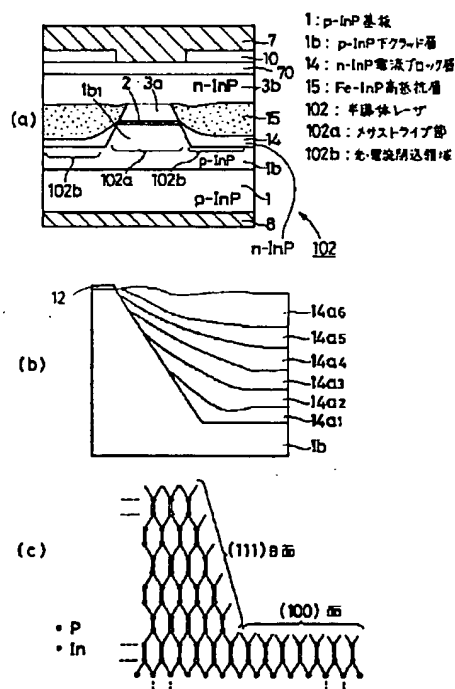 7
10
70
n-InP
3b
2
3a
1b1
(a)
15
14
102b
102a
102b
p-InP
1b
1
p-InP
8
n-InP
102
1：p-InP基板
1b：p-InP下クラッド層
14：n-InP電流ブロック層
15：Fe-InP高抵抗層
102：半導体レーザ
102a：メサストライプ部
102b：光・電流閉込領域
12
(b)
14a6
14a5
14a4
14a3
14a2
14a1
1b
(c)
(111)B面
(100)面
• P
• In